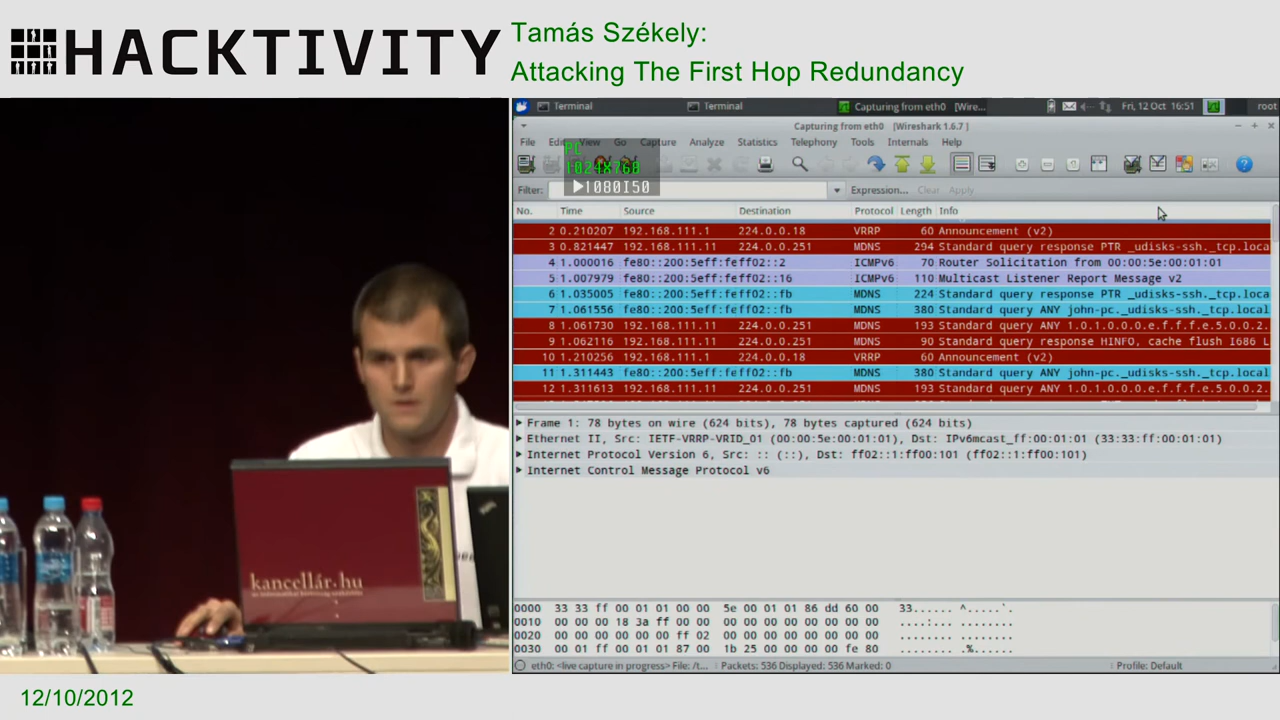 HACKTIVITY
Tamás Székely:
Attacking The First Hop Redundancy
Terminal Terminal Capturing from eth0 [Wire... Fri, 12 Oct 16:51 root
Capturing from eth0 [Wireshark 1.6.7 ]
File Edit View Go Capture Analyze Statistics Telephony Tools Internals Help
PC
1024X768
▶1080I50
Filter: Expression... Clear Apply
No. Time Source Destination Protocol Length Info
2 0.210207 192.168.111.1 224.0.0.18 VRRP 60 Announcement (v2)
3 0.821447 192.168.111.11 224.0.0.251 MDNS 294 Standard query response PTR _udisks-ssh._tcp.loca
4 1.000016 fe80::200:5eff:feff02::2 ICMPv6 70 Router Solicitation from 00:00:5e:00:01:01
5 1.007979 fe80::200:5eff:feff02::16 ICMPv6 110 Multicast Listener Report Message v2
6 1.035005 fe80::200:5eff:feff02::fb MDNS 224 Standard query response PTR _udisks-ssh._tcp.loca
7 1.061556 fe80::200:5eff:feff02::fb MDNS 380 Standard query ANY john-pc._udisks-ssh._tcp.local
8 1.061730 192.168.111.11 224.0.0.251 MDNS 193 Standard query ANY 1.0.1.0.0.0.e.f.f.f.e.5.0.0.2.
9 1.062116 192.168.111.11 224.0.0.251 MDNS 90 Standard query response HINFO, cache flush I686 L
10 1.210256 192.168.111.1 224.0.0.18 VRRP 60 Announcement (v2)
11 1.311443 fe80::200:5eff:feff02::fb MDNS 380 Standard query ANY john-pc._udisks-ssh._tcp.local
12 1.311613 192.168.111.11 224.0.0.251 MDNS 193 Standard query ANY 1.0.1.0.0.0.e.f.f.f.e.5.0.0.2.
Frame 1: 78 bytes on wire (624 bits), 78 bytes captured (624 bits)
Ethernet II, Src: IETF-VRRP-VRID_01 (00:00:5e:00:01:01), Dst: IPv6mcast_ff:00:01:01 (33:33:ff:00:01:01)
Internet Protocol Version 6, Src: :: (::), Dst: ff02::1:ff00:101 (ff02::1:ff00:101)
Internet Control Message Protocol v6
0000 33 33 ff 00 01 01 00 00 5e 00 01 01 86 dd 60 00 33...... ^.....`.
0010 00 00 00 18 3a ff 00 00 00 00 00 00 00 00 00 00 ....:... ........
0020 00 00 00 00 00 00 ff 02 00 00 00 00 00 00 00 00 ........ ........
0030 00 01 ff 00 01 01 87 00 1b 25 00 00 00 00 fe 80 ........ .%......
eth0: <live capture in progress> File: /t... Packets: 536 Displayed: 536 Marked: 0 Profile: Default
kancellár.hu
12/10/2012